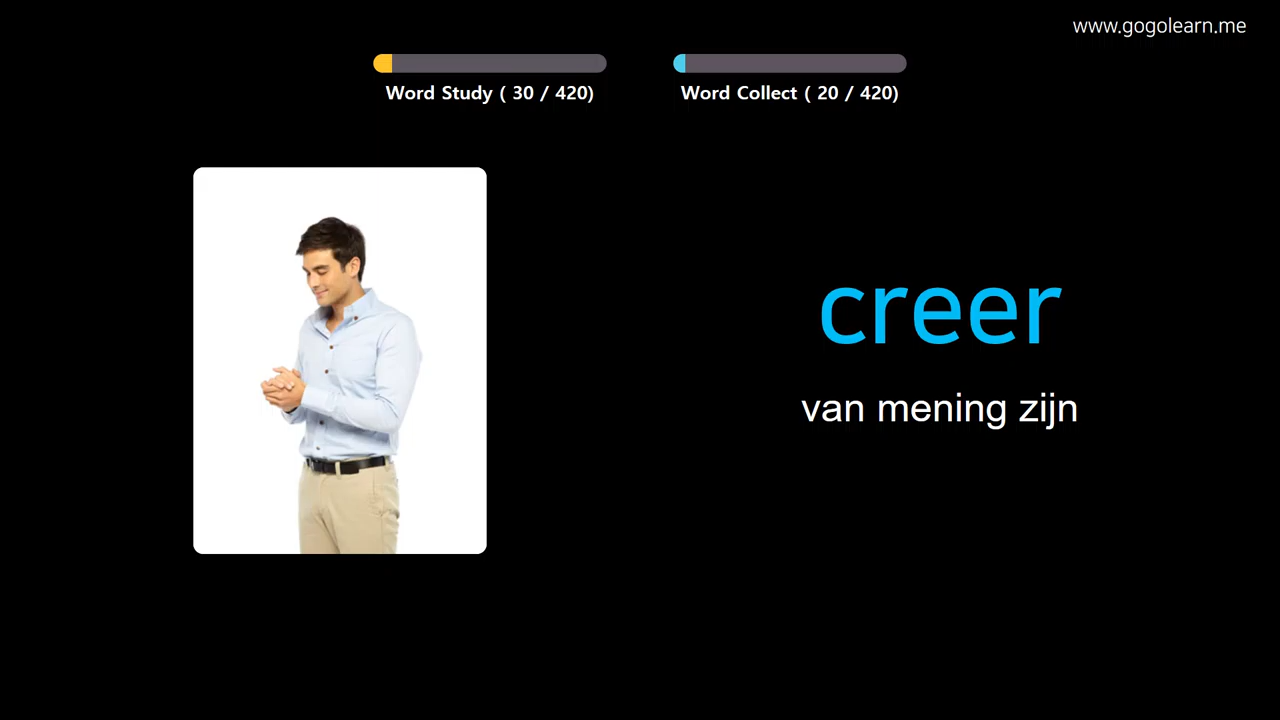 www.gogolearn.me
Word Study ( 30 / 420)
Word Collect ( 20 / 420)
creer
van mening zijn